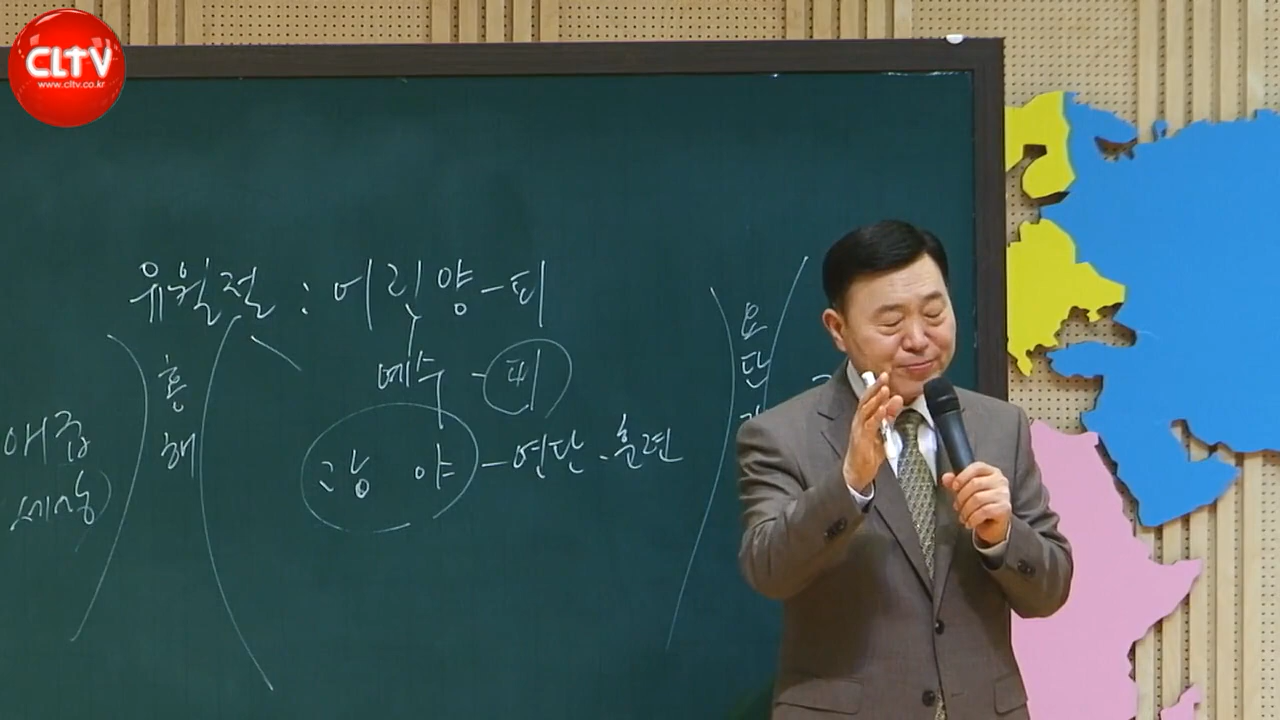 CLTV
www.cltv.co.kr
유월절 : 어린양-피
예수 - 피
홍
해
요
단
애굽
(세상)
광 야 - 연단.훈련